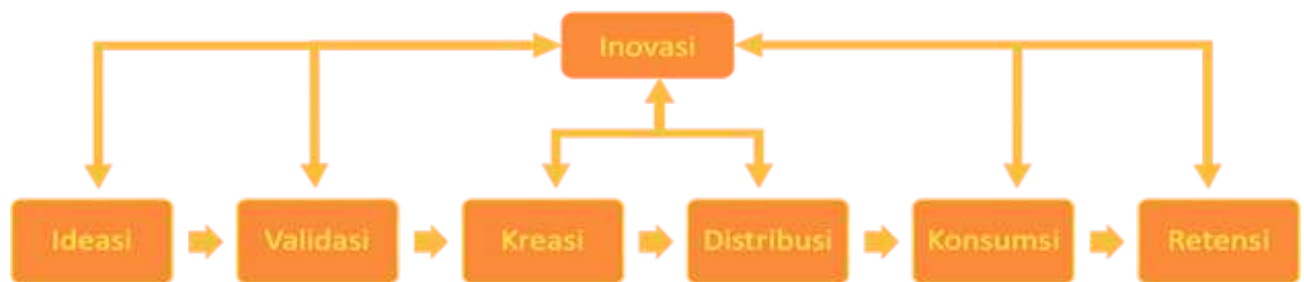 Inovasi
Ideasi
Validasi
Kreasi
Distribusi
Konsumsi
Retensi